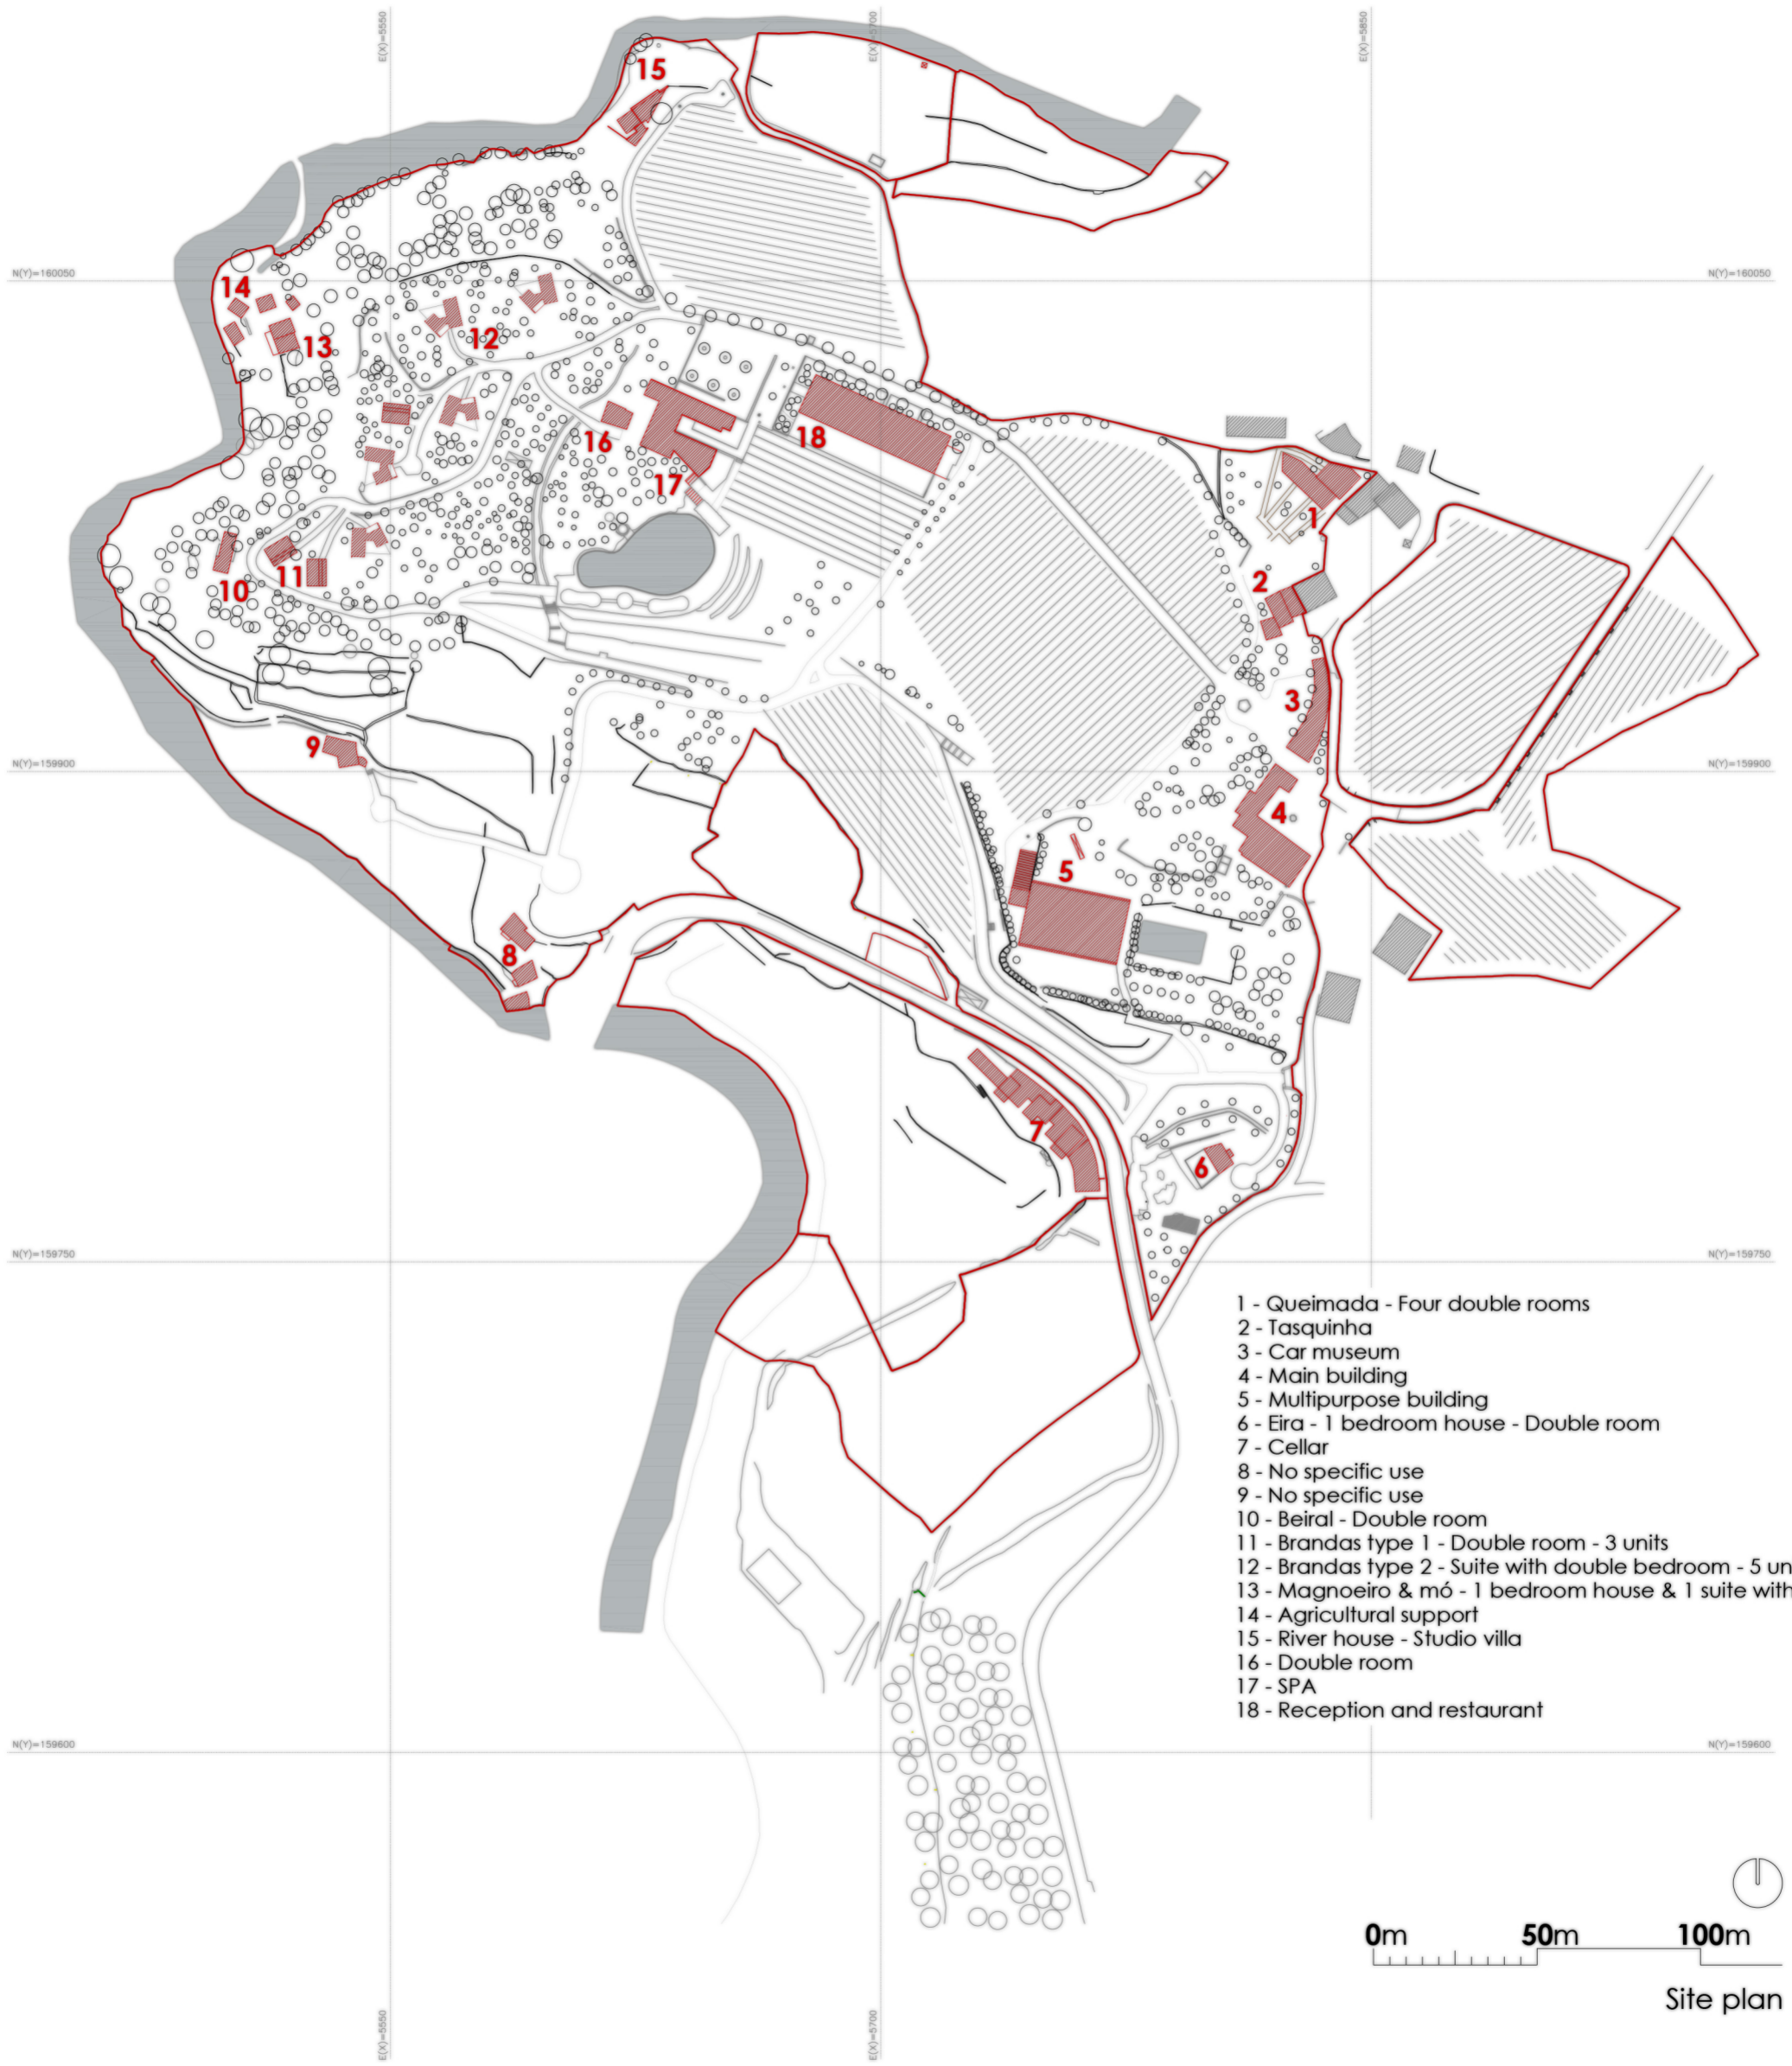 E(X)=5550
E(X)=5700
E(X)=5850
15
N(Y)=160050
N(Y)=160050
14
13
12
16
18
17
1
10
11
2
3
9
N(Y)=159900
N(Y)=159900
4
5
8
7
6
N(Y)=159750
N(Y)=159750
1 - Queimada - Four double rooms
2 - Tasquinha
3 - Car museum
4 - Main building
5 - Multipurpose building
6 - Eira - 1 bedroom house - Double room
7 - Cellar
8 - No specific use
9 - No specific use
10 - Beiral - Double room
11 - Brandas type 1 - Double room - 3 units
12 - Brandas type 2 - Suite with double bedroom - 5 un
13 - Magnoeiro & mó - 1 bedroom house & 1 suite with
14 - Agricultural support
15 - River house - Studio villa
16 - Double room
17 - SPA
18 - Reception and restaurant
N(Y)=159600
N(Y)=159600
0m 50m 100m
Site plan
E(X)=5550
E(X)=5700